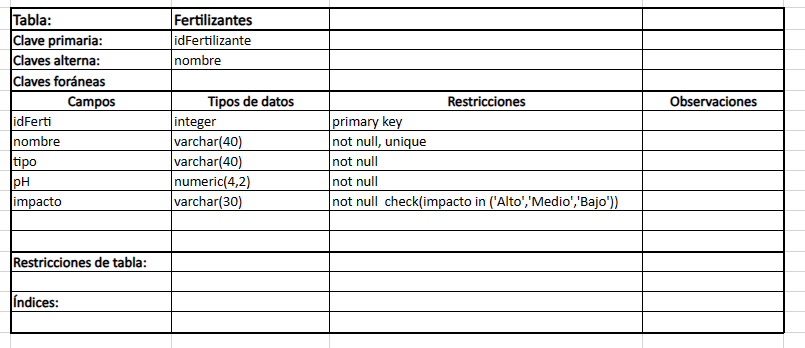 Tabla: Fertilizantes
Clave primaria: idFertilizante
Claves alterna: nombre
Claves foráneas
Campos Tipos de datos Restricciones Observaciones
idFerti integer primary key
nombre varchar(40) not null, unique
tipo varchar(40) not null
pH numeric(4,2) not null
impacto varchar(30) not null  check(impacto in ('Alto','Medio','Bajo'))
Restricciones de tabla:
Índices: